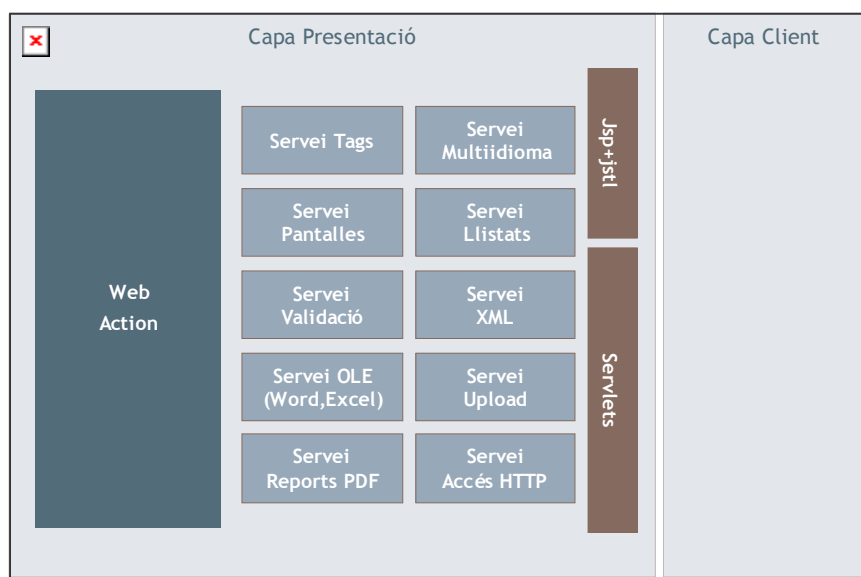 Capa Presentació
Capa Client
Web
Action
Servei Tags
Servei
Multiidioma
Servei
Pantalles
Servei
Llistats
Servei
Validació
Servei
XML
Servei OLE
(Word,Excel)
Servei
Upload
Servei
Reports PDF
Servei
Accés HTTP
Jsp+jstl
Servlets